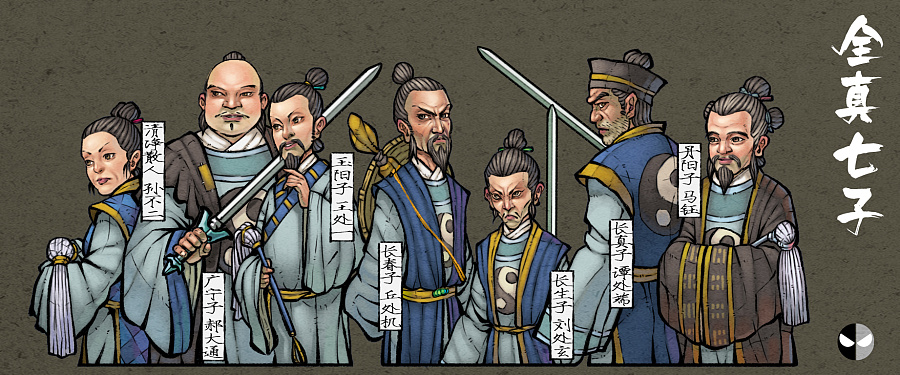 全真七子
清净散人 孙不二
广宁子 郝大通
玉阳子 王处一
长春子 丘处机
长生子 刘处玄
长真子 谭处端
丹阳子 马钰